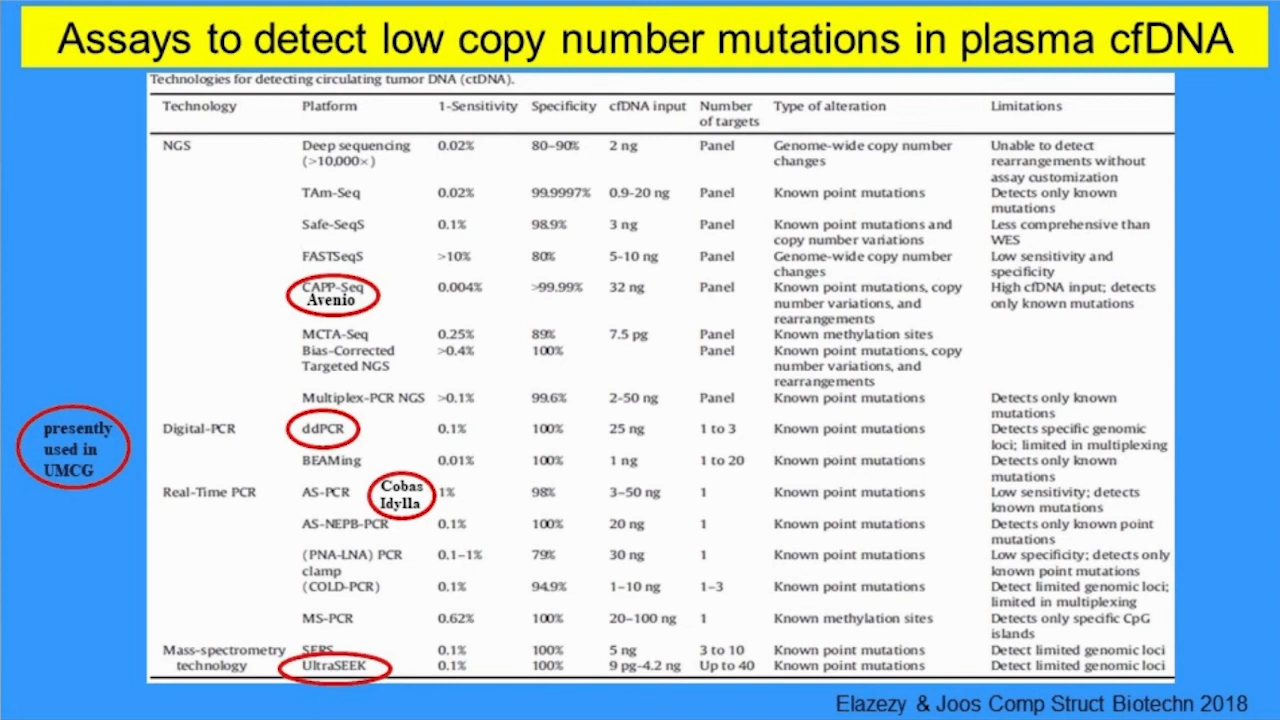 Assays to detect low copy number mutations in plasma cfDNA
Technologies for detecting circulating tumor DNA (ctDNA).
Technology Platform 1-Sensitivity Specificity cfDNA input Number of targets Type of alteration Limitations
NGS Deep sequencing (>10,000×) 0.02% 80–90% 2 ng Panel Genome-wide copy number changes Unable to detect rearrangements without assay customization
TAm-Seq 0.02% 99.9997% 0.9-20 ng Panel Known point mutations Detects only known mutations
Safe-SeqS 0.1% 98.9% 3 ng Panel Known point mutations and copy number variations Less comprehensive than WES
FASTSeqS >10% 80% 5-10 ng Panel Genome-wide copy number changes Low sensitivity and specificity
CAPP-Seq Avenio 0.004% >99.99% 32 ng Panel Known point mutations, copy number variations, and rearrangements High cfDNA input; detects only known mutations
MCTA-Seq 0.25% 89% 7.5 pg Panel Known methylation sites
Bias-Corrected Targeted NGS >0.4% 100% Panel Known point mutations, copy number variations, and rearrangements
Multiplex-PCR NGS >0.1% 99.6% 2-50 ng Panel Known point mutations Detects only known mutations
presently used in UMCG
Digital-PCR ddPCR 0.1% 100% 25 ng 1 to 3 Known point mutations Detects specific genomic loci; limited in multiplexing
BEAMing 0.01% 100% 1 ng 1 to 20 Known point mutations Detects only known mutations
Real-Time PCR AS-PCR Cobas Idylla 1% 98% 3–50 ng 1 Known point mutations Low sensitivity; detects known mutations
AS-NEPB-PCR 0.1% 100% 20 ng 1 Known point mutations Detects only known point mutations
(PNA-LNA) PCR clamp 0.1–1% 79% 30 ng 1 Known point mutations Low specificity; detects only known point mutations
(COLD-PCR) 0.1% 94.9% 1–10 ng 1–3 Known point mutations Detect limited genomic loci; limited in multiplexing
MS-PCR 0.62% 100% 20–100 ng 1 Known methylation sites Detects only specific CpG islands
Mass-spectrometry technology SERS 0.1% 100% 5 ng 3 to 10 Known point mutations Detect limited genomic loci
UltraSEEK 0.1% 100% 9 pg-4.2 ng Up to 40 Known point mutations Detect limited genomic loci
Elazezy & Joos Comp Struct Biotechn 2018